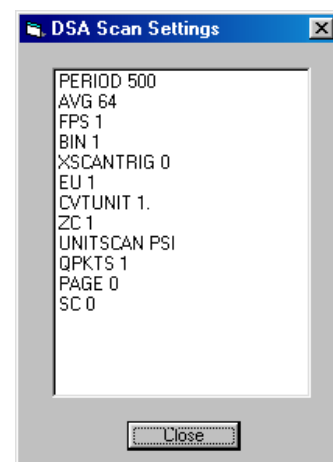 DSA Scan Settings
PERIOD 500
AVG 64
FPS 1
BIN 1
XSCANTRIG 0
EU 1
CVTUNIT 1.
ZC 1
UNITSCAN PSI
QPKTS 1
PAGE 0
SC 0
Close